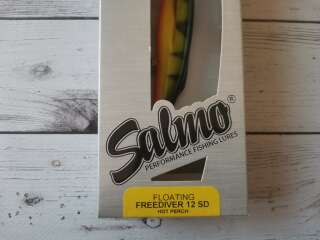 Salmo®
PERFORMANCE FISHING LURES
FLOATING
FREEDIVER 12 SD
HOT PERCH